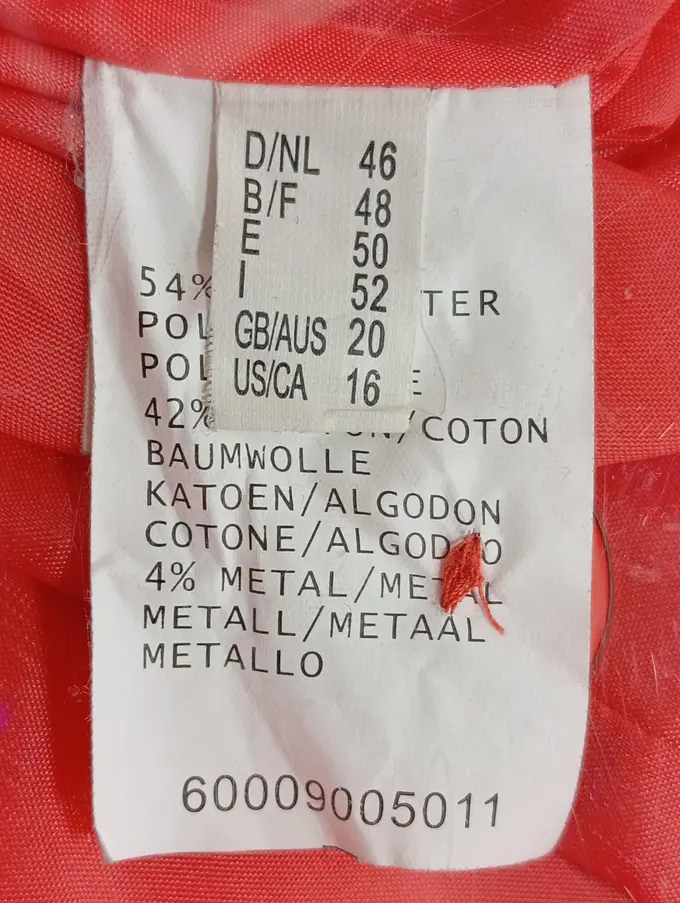 D/NL 46
B/F 48
E 50
I 52
GB/AUS 20
US/CA 16
54%
TER
POL
POL
E
42%
/COTON
BAUMWOLLE
KATOEN/ALGODON
COTONE/ALGOD O
4% METAL/METAL
METALL/METAAL
METALLO
60009005011